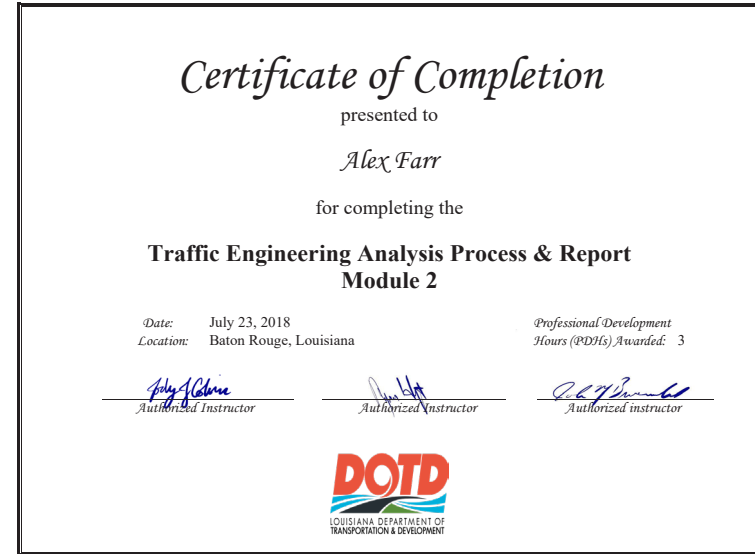 Certificate of Completion
presented to
Alex Farr
for completing the
Traffic Engineering Analysis Process & Report
Module 2
Date: July 23, 2018
Location: Baton Rouge, Louisiana
Professional Development
Hours (PDHs) Awarded: 3
Authorized Instructor
Authorized Instructor
Authorized instructor
DOTD
LOUISIANA DEPARTMENT OF
TRANSPORTATION & DEVELOPMENT